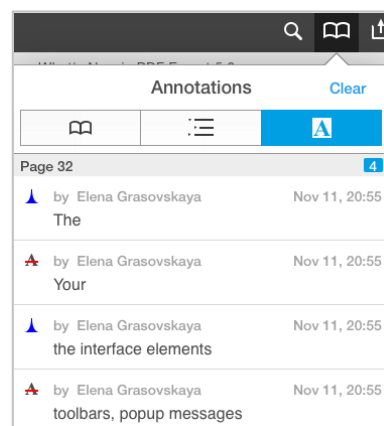 Annotations
Clear
A
Page 32
4
by Elena Grasovskaya
Nov 11, 20:55
The
A by Elena Grasovskaya
Nov 11, 20:55
Your
by Elena Grasovskaya
Nov 11, 20:55
the interface elements
A by Elena Grasovskaya
Nov 11, 20:55
toolbars, popup messages